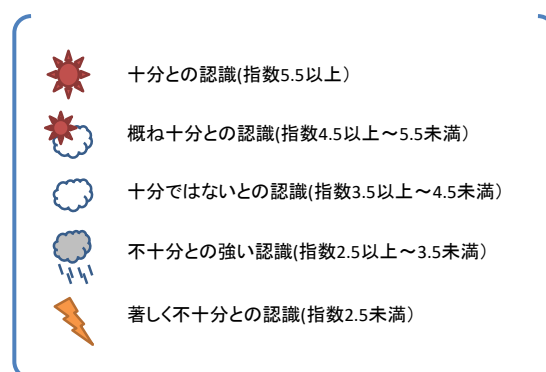 十分との認識(指数5.5以上)
概ね十分との認識(指数4.5以上～5.5未満)
十分ではないとの認識(指数3.5以上～4.5未満)
不十分との強い認識(指数2.5以上～3.5未満)
著しく不十分との認識(指数2.5未満)